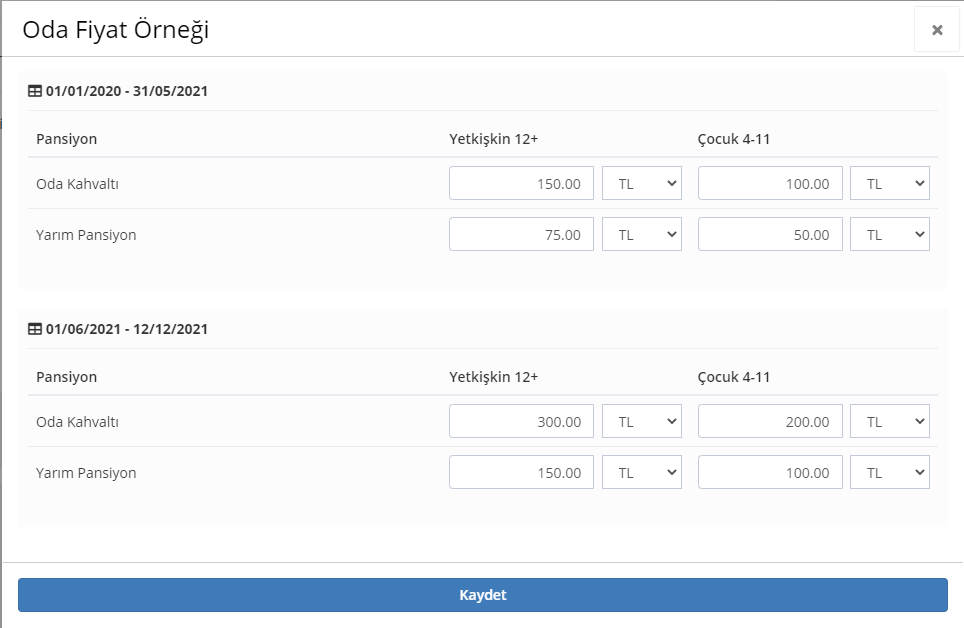 Oda Fiyat Örneği
01/01/2020 - 31/05/2021
Pansiyon Yetkişkin 12+ Çocuk 4-11
Oda Kahvaltı 150.00 TL 100.00 TL
Yarım Pansiyon 75.00 TL 50.00 TL
01/06/2021 - 12/12/2021
Pansiyon Yetkişkin 12+ Çocuk 4-11
Oda Kahvaltı 300.00 TL 200.00 TL
Yarım Pansiyon 150.00 TL 100.00 TL
Kaydet